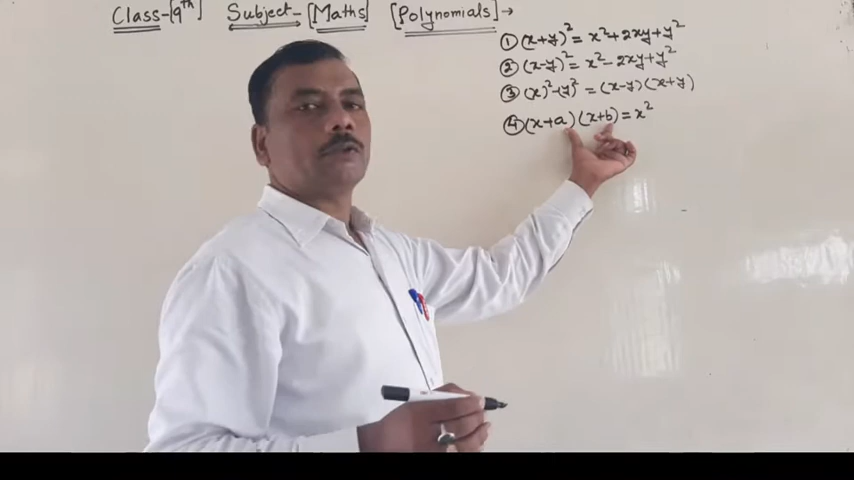 Class-[9th] Subject-[Maths] [Polynomials]→
① (x+y)² = x²+2xy+y²
② (x-y)² = x²-2xy+y²
③ (x)²-(y)² = (x-y)(x+y)
④ (x+a)(x+b) = x²